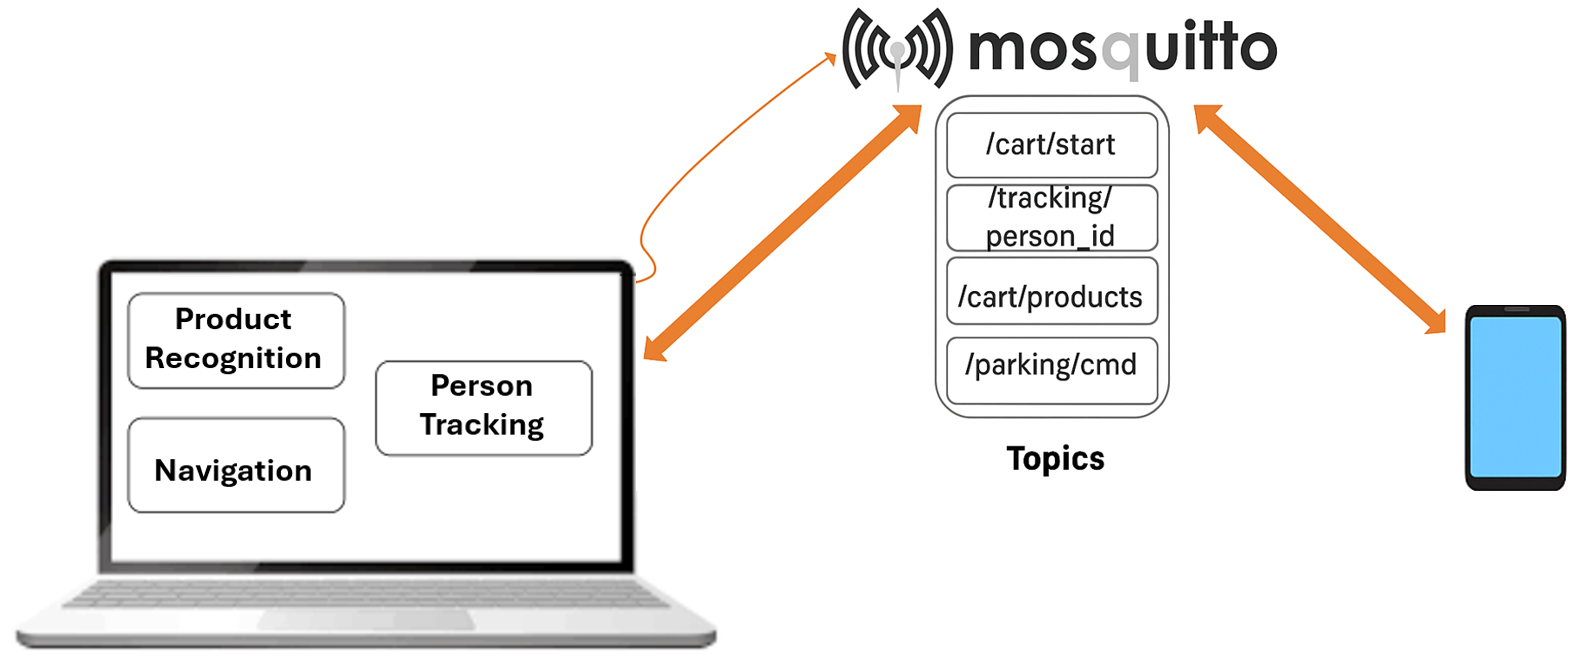 mosquitto
/cart/start
/tracking/
person_id
/cart/products
/parking/cmd
Topics
Product
Recognition
Person
Tracking
Navigation